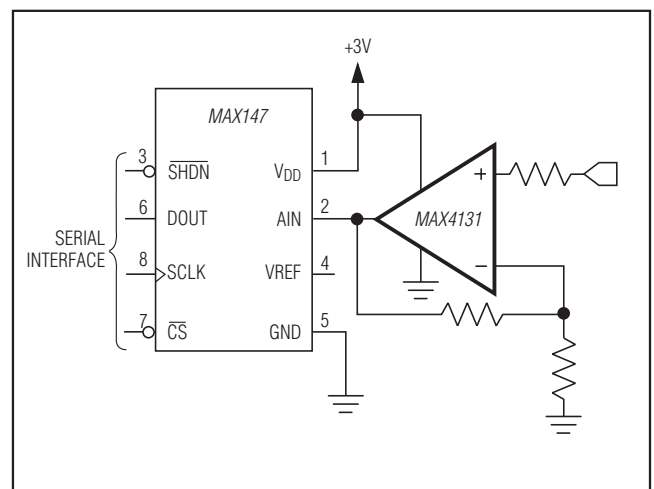 +3V
MAX147
3 SHDN
VDD 1
6 DOUT
AIN 2
MAX4131
+
−
SERIAL
INTERFACE
8 SCLK
VREF 4
7 CS
GND 5